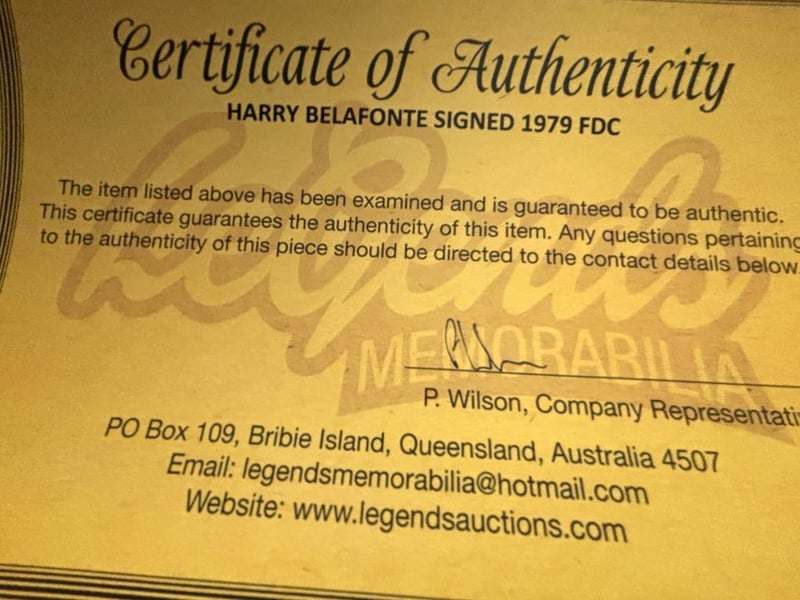 Certificate of Authenticity
HARRY BELAFONTE SIGNED 1979 FDC
The item listed above has been examined and is guaranteed to be authentic.
This certificate guarantees the authenticity of this item. Any questions pertaining
to the authenticity of this piece should be directed to the contact details below.
Legends
MEMORABILIA
P. Wilson, Company Representati
PO Box 109, Bribie Island, Queensland, Australia 4507
Email: legendsmemorabilia@hotmail.com
Website: www.legendsauctions.com